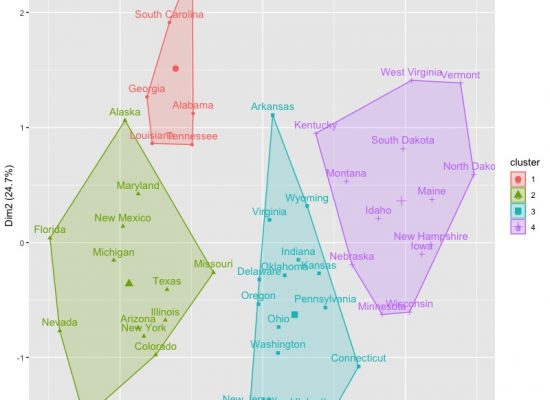 2
South Carolina
West Virginia
Vermont
Georgia
Alaska
Alabama
Arkansas
1
Kentucky
Louisiana
Tennessee
South Dakota
North Dako
cluster
1
2
3
4
Dim2 (24.7%)
Maryland
Montana
Wyoming
Maine
New Mexico
Virginia
Idaho
Florida
0
New Hampshire
Michigan
Indiana
Iowa
Missouri
Delaware
Oklahoma
Kansas
Nebraska
Texas
Oregon
Pennsylvania
Minnesota
Wisconsin
Nevada
Arizona
Illinois
New York
Ohio
Colorado
Washington
-1
Connecticut
New Jersey